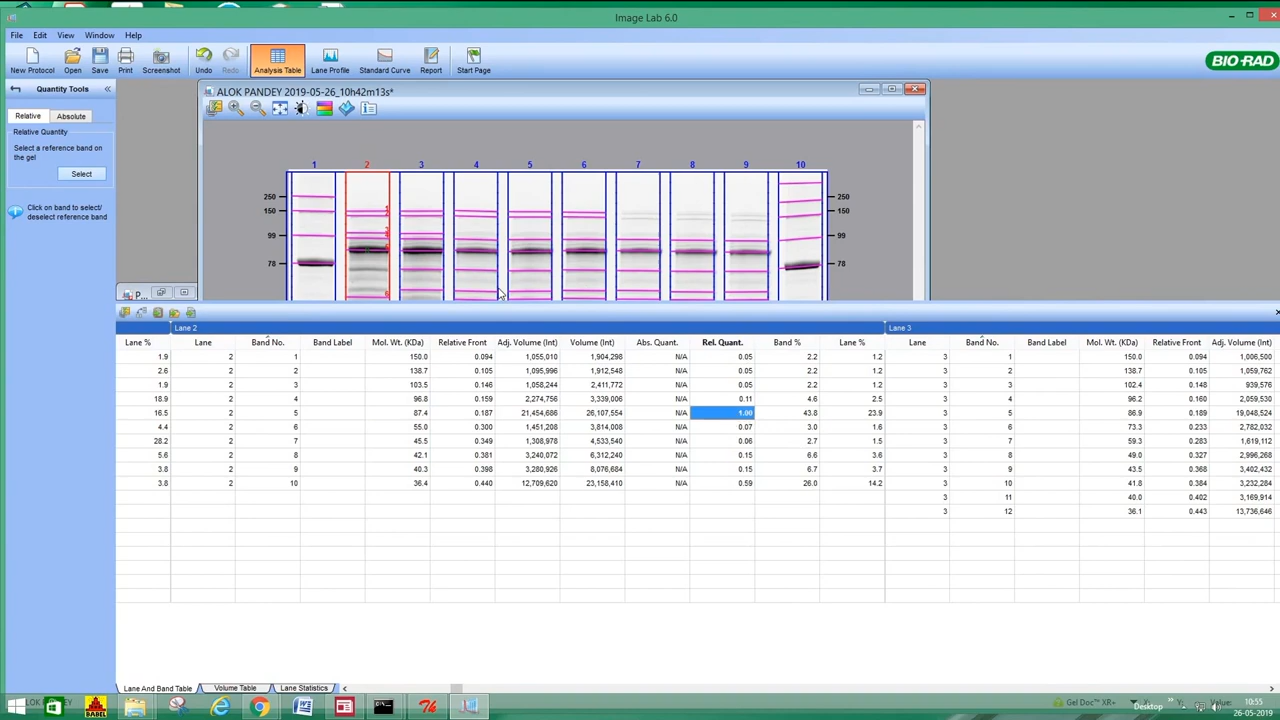 Image Lab 6.0
File Edit View Window Help
New Protocol Open Save Print Screenshot Undo Redo Analysis Table Lane Profile Standard Curve Report Start Page
BIO-RAD
Quantity Tools
ALOK PANDEY 2019-05-26_10h42m13s*
Relative Absolute
Relative Quantity
Select a reference band on
the gel
Select
Click on band to select/
deselect reference band
1 2 3 4 5 6 7 8 9 10
250 250
150 150
99 99
78 78
P...
Lane 2 Lane 3
Lane % Lane Band No. Band Label Mol. Wt. (KDa) Relative Front Adj. Volume (Int) Volume (Int) Abs. Quant. Rel. Quant. Band % Lane % Lane Band No. Band Label Mol. Wt. (KDa) Relative Front Adj. Volume (Int)
1.9 2 1 150.0 0.094 1,055,010 1,904,298 N/A 0.05 2.2 1.2 3 1 150.0 0.094 1,006,500
2.6 2 2 138.7 0.105 1,095,996 1,912,548 N/A 0.05 2.2 1.2 3 2 138.7 0.105 1,059,762
1.9 2 3 103.5 0.146 1,058,244 2,411,772 N/A 0.05 2.2 1.2 3 3 102.4 0.148 939,576
18.9 2 4 96.8 0.159 2,274,756 3,339,006 N/A 0.11 4.6 2.5 3 4 96.2 0.159 2,530,110
16.5 2 5 87.4 0.187 21,454,686 26,107,554 N/A 1.00 43.8 23.9 3 5 86.9 0.189 19,048,524
4.4 2 6 55.0 0.300 1,451,208 3,814,008 N/A 0.07 3.0 1.6 3 6 73.3 0.233 2,782,032
28.2 2 7 45.5 0.349 1,308,978 4,533,540 N/A 0.06 2.7 1.5 3 7 59.3 0.283 1,619,112
5.6 2 8 42.1 0.381 3,240,072 6,312,240 N/A 0.15 6.6 3.6 3 8 49.0 0.327 2,996,268
3.8 2 9 40.3 0.398 3,280,926 8,076,684 N/A 0.15 6.7 3.7 3 9 43.5 0.368 3,402,432
3.8 2 10 36.4 0.440 12,709,620 23,158,410 N/A 0.59 26.0 14.2 3 10 41.8 0.384 3,232,284
3 11 40.0 0.402 3,169,914
3 12 36.1 0.443 13,736,646
Lane And Band Table Volume Table Lane Statistics
ALOK PANDEY
BABEL
Gel Doc™ XR+
Desktop
Value:
10:55
26-05-2019